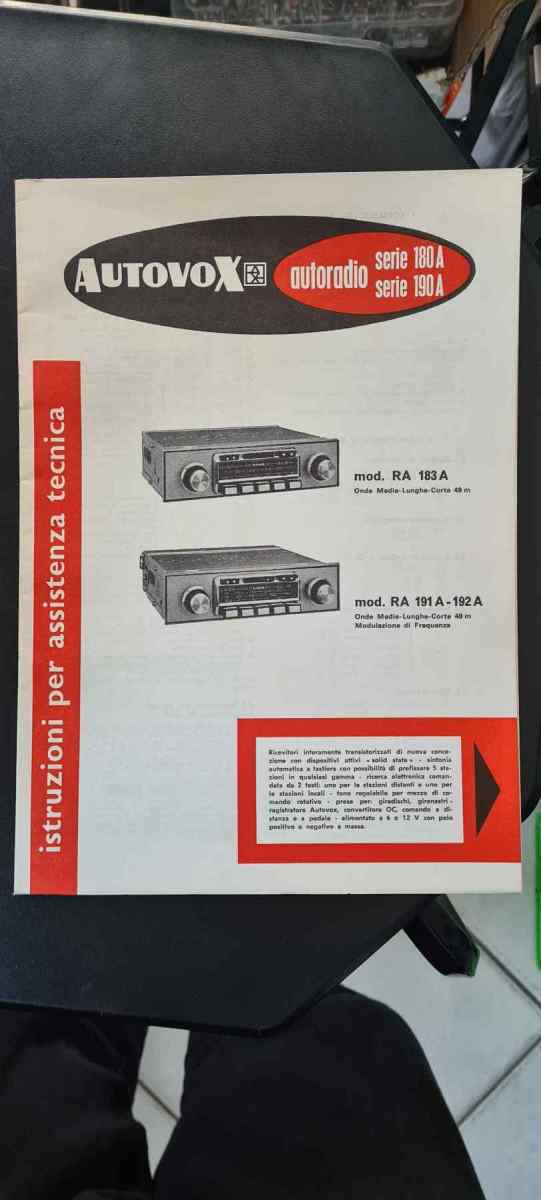 AUTOVOX
autoradio
serie 180A
serie 190A
istruzioni per assistenza tecnica
mod. RA 183 A
Onde Medie-Lunghe-Corte 49 m
mod. RA 191 A - 192 A
Onde Medie-Lunghe-Corte 49 m
Modulazione di Frequenza
Ricevitori interamente transistorizzati di nuova conce-
zione con dispositivi attivi «solid state» - sintonia
automatica a tastiera con possibilità di prefissare 5 sta-
zioni in qualsiasi gamma - ricerca elettronica coman-
data da 2 tasti: uno per le stazioni distanti e uno per
le stazioni locali - tono regolabile per mezzo di co-
mando rotativo - prese per: giradischi, giranastri -
registratore Autovox, convertitore OC, comando a di-
stanza e a pedale - alimentato a 6 o 12 V con polo
positivo o negativo a massa.